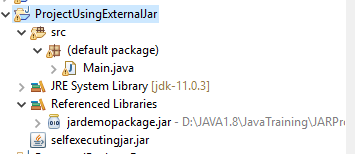 ProjectUsingExternalJar
src
(default package)
Main.java
JRE System Library [jdk-11.0.3]
Referenced Libraries
jardemopackage.jar - D:\JAVA1.8\JavaTraining\JARPro
selfexecutingjar.jar